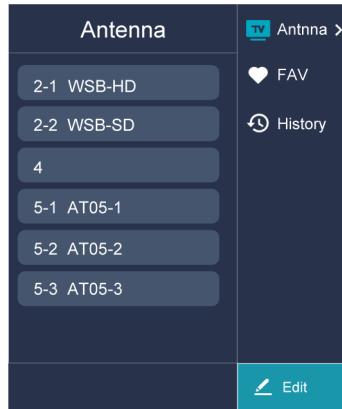 Antenna
2-1 WSB-HD
2-2 WSB-SD
4
5-1 AT05-1
5-2 AT05-2
5-3 AT05-3
TV Antnna >
FAV
History
Edit